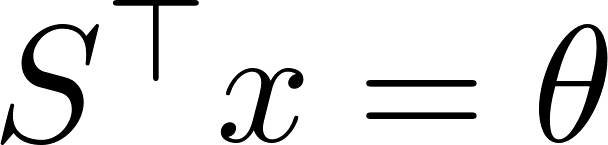 S^⊤ x = θ